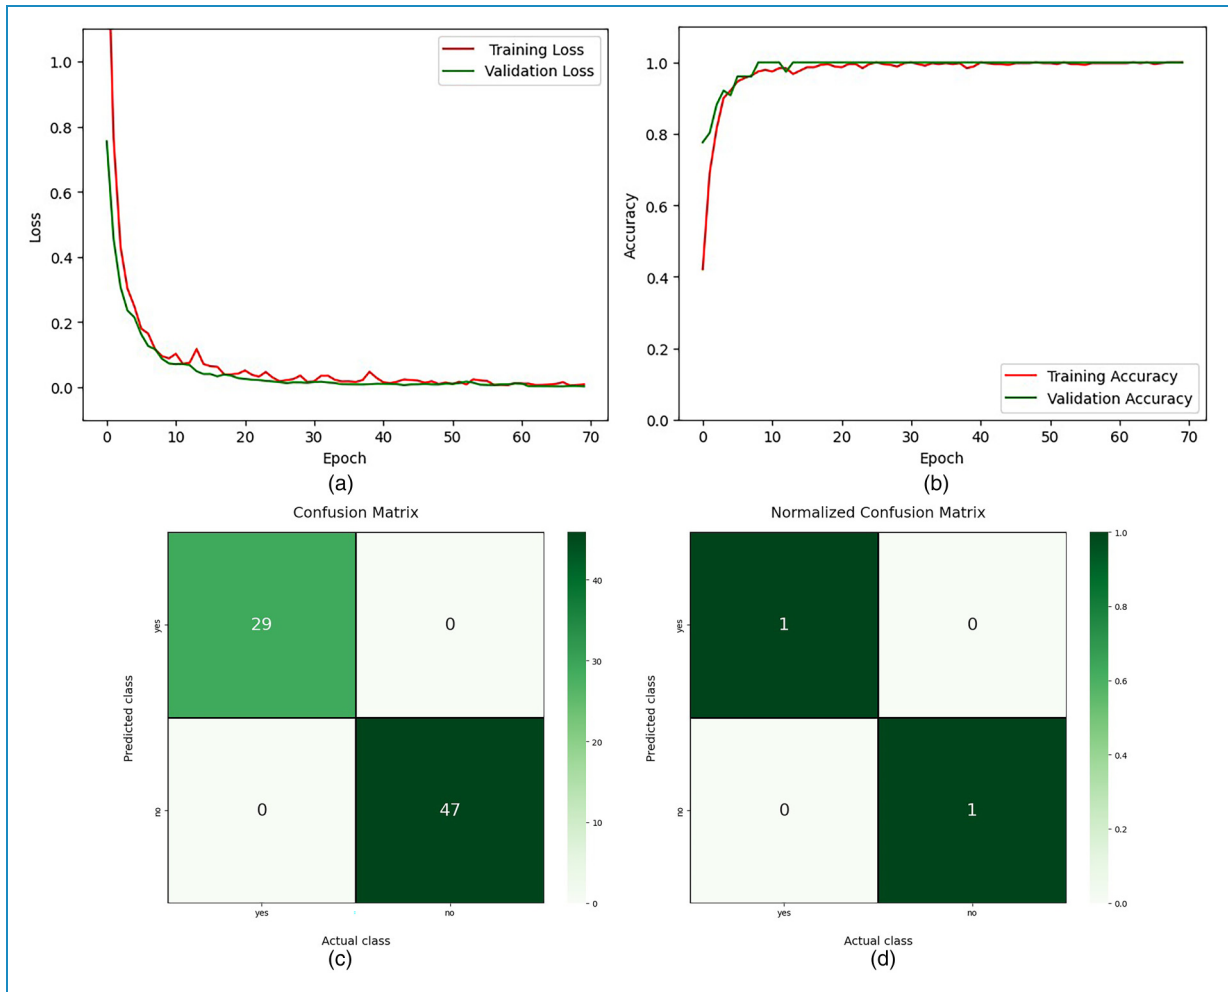 1.0
0.8
0.6
0.4
0.2
0.0
Loss
Training Loss
Validation Loss
0 10 20 30 40 50 60 70
Epoch
(a)
1.0
0.8
0.6
0.4
0.2
0.0
Accuracy
Training Accuracy
Validation Accuracy
0 10 20 30 40 50 60 70
Epoch
(b)
Confusion Matrix
Predicted class
yes
no
29 0
0 47
yes no
Actual class
40
30
20
10
0
(c)
Normalized Confusion Matrix
Predicted class
yes
no
1 0
0 1
yes no
Actual class
1.0
0.8
0.6
0.4
0.2
0.0
(d)